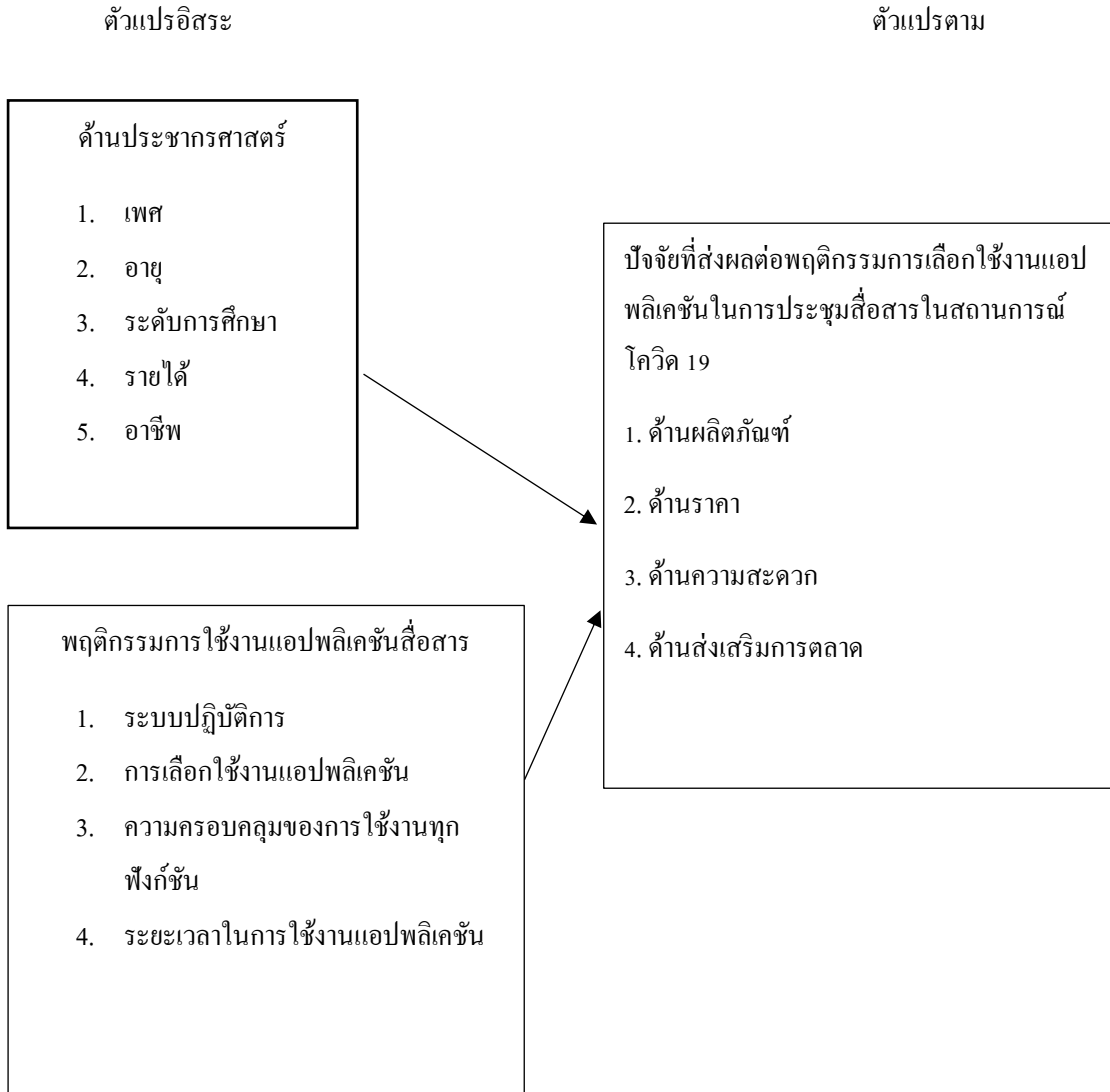 ตัวแปรอิสระ
ตัวแปรตาม
ด้านประชากรศาสตร์
1. เพศ
2. อายุ
3. ระดับการศึกษา
4. รายได้
5. อาชีพ
ปัจจัยที่ส่งผลต่อพฤติกรรมการเลือกใช้งานแอป
พลิเคชันในการประชุมสื่อสารในสถานการณ์
โควิด 19
1. ด้านผลิตภัณฑ์
2. ด้านราคา
3. ด้านความสะดวก
4. ด้านส่งเสริมการตลาด
พฤติกรรมการใช้งานแอปพลิเคชันสื่อสาร
1. ระบบปฏิบัติการ
2. การเลือกใช้งานแอปพลิเคชัน
3. ความครอบคลุมของการใช้งานทุก
ฟังก์ชัน
4. ระยะเวลาในการใช้งานแอปพลิเคชัน